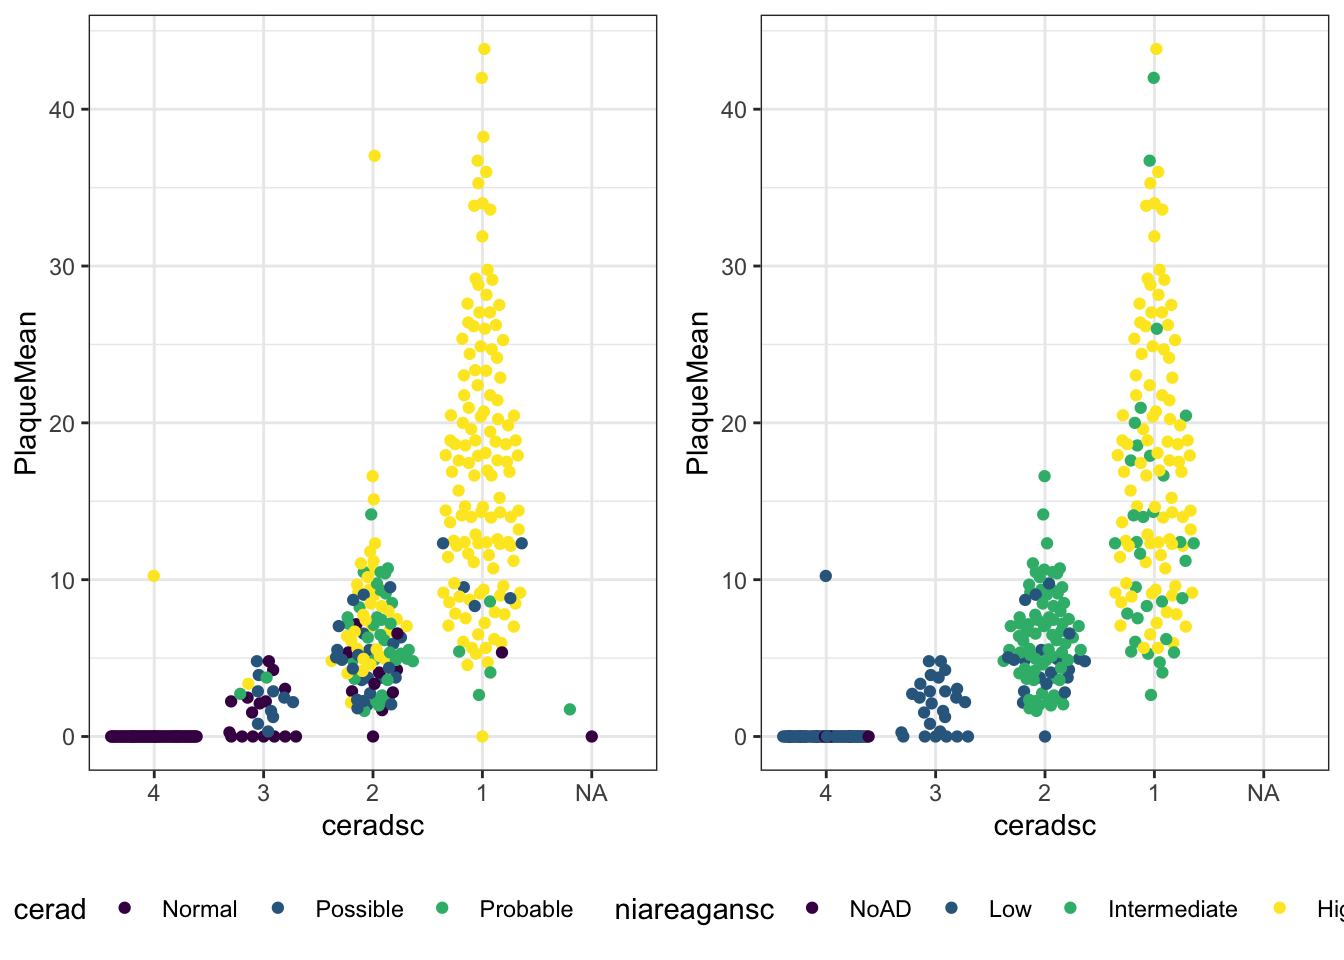 PlaqueMean
40
30
20
10
0
4 3 2 1 NA
ceradsc
PlaqueMean
40
30
20
10
0
4 3 2 1 NA
ceradsc
cerad Normal Possible Probable
niareagansc NoAD Low Intermediate